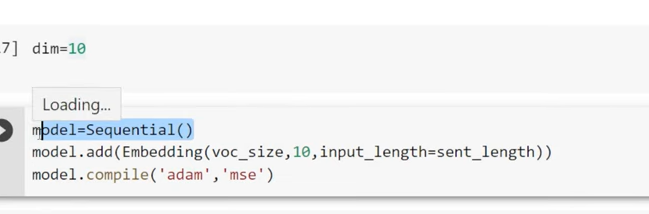 7] dim=10
Loading...
model=Sequential()
model.add(Embedding(voc_size,10,input_length=sent_length))
model.compile('adam','mse')